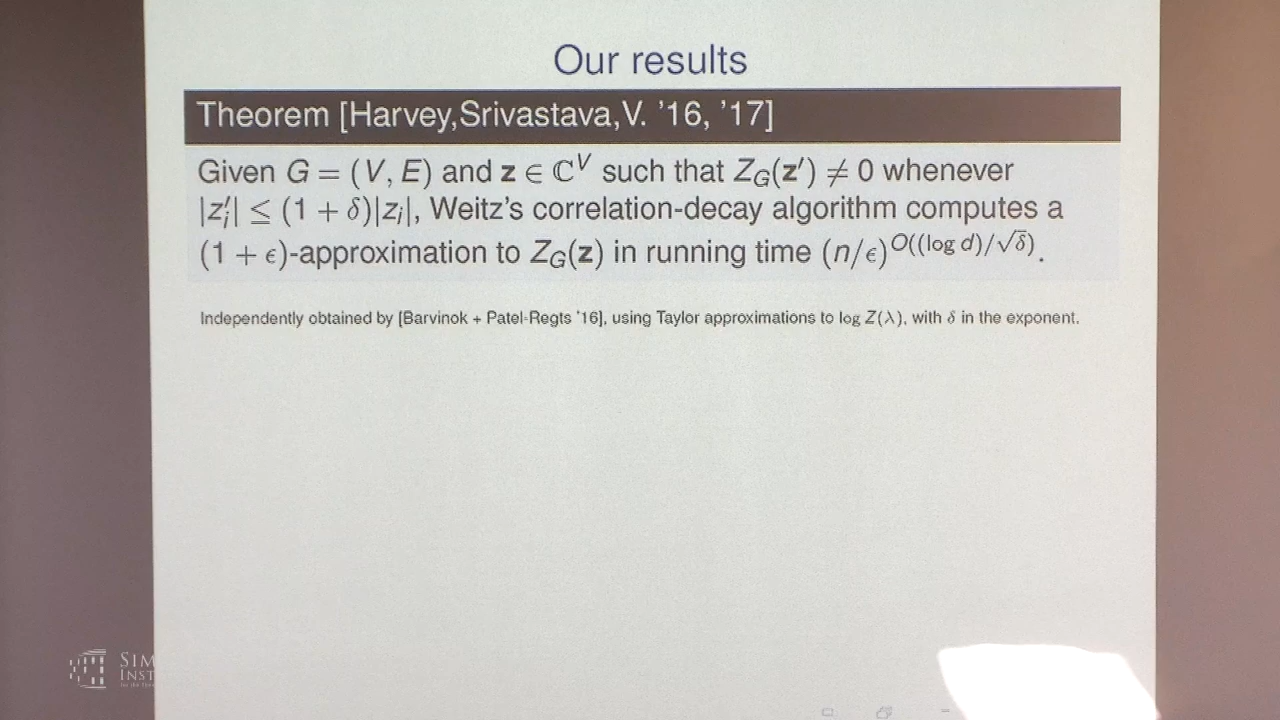 Our results
Theorem [Harvey,Srivastava,V. '16, '17]
Given G = (V, E) and z ∈ ℂ^V such that Z_G(z′) ≠ 0 whenever
|z′_i| ≤ (1 + δ)|z_i|, Weitz's correlation-decay algorithm computes a
(1 + ϵ)-approximation to Z_G(z) in running time (n/ϵ)^{O((log d)/√δ)}.
Independently obtained by [Barvinok + Patel-Regts '16], using Taylor approximations to log Z(λ), with δ in the exponent.
SIM
INST